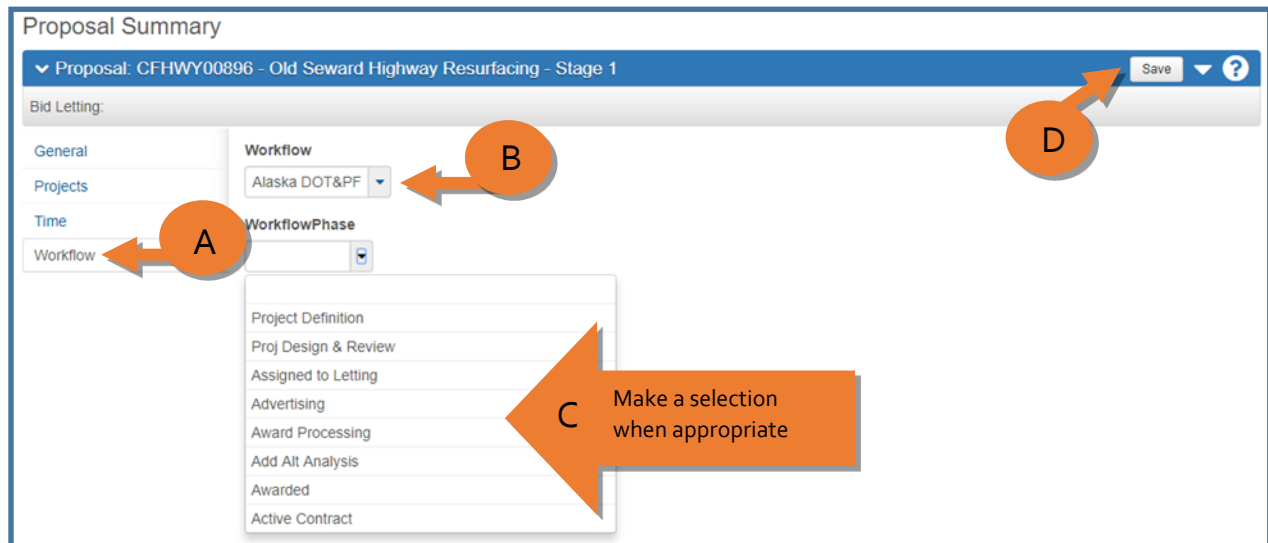 Proposal Summary
Proposal: CFHWY00896 - Old Seward Highway Resurfacing - Stage 1
Save
?
Bid Letting:
General
Projects
Time
Workflow
A
Workflow
Alaska DOT&PF
B
WorkflowPhase
Project Definition
Proj Design & Review
Assigned to Letting
Advertising
Award Processing
Add Alt Analysis
Awarded
Active Contract
C
Make a selection
when appropriate
D